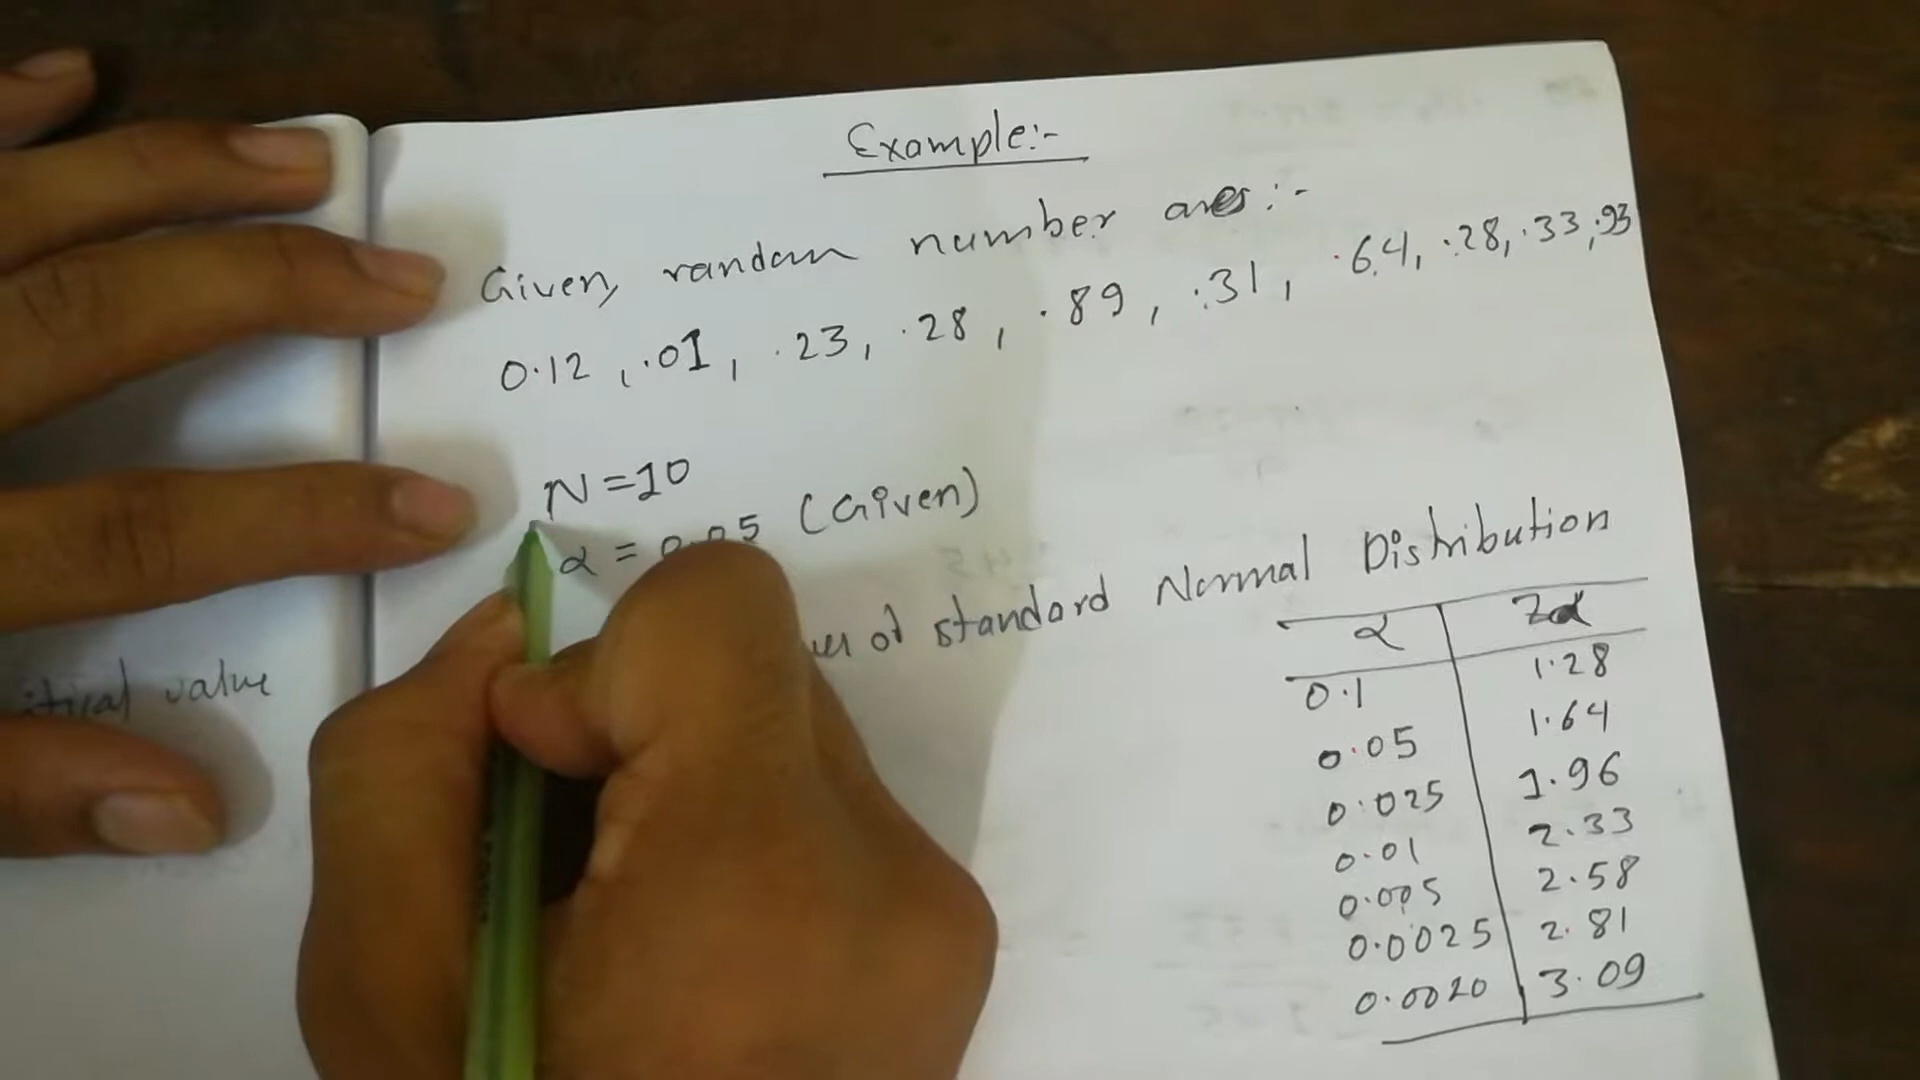 Example:-
Given, random number are:-
0.12, .01, .23, .28, .89, .31, .64, .28, .33, .93
N=10
α = 0.05 (Given)
of standard Normal Distribution
α Zα
0.1 1.28
0.05 1.64
0.025 1.96
0.01 2.33
0.005 2.58
0.0025 2.81
0.0020 3.09
value